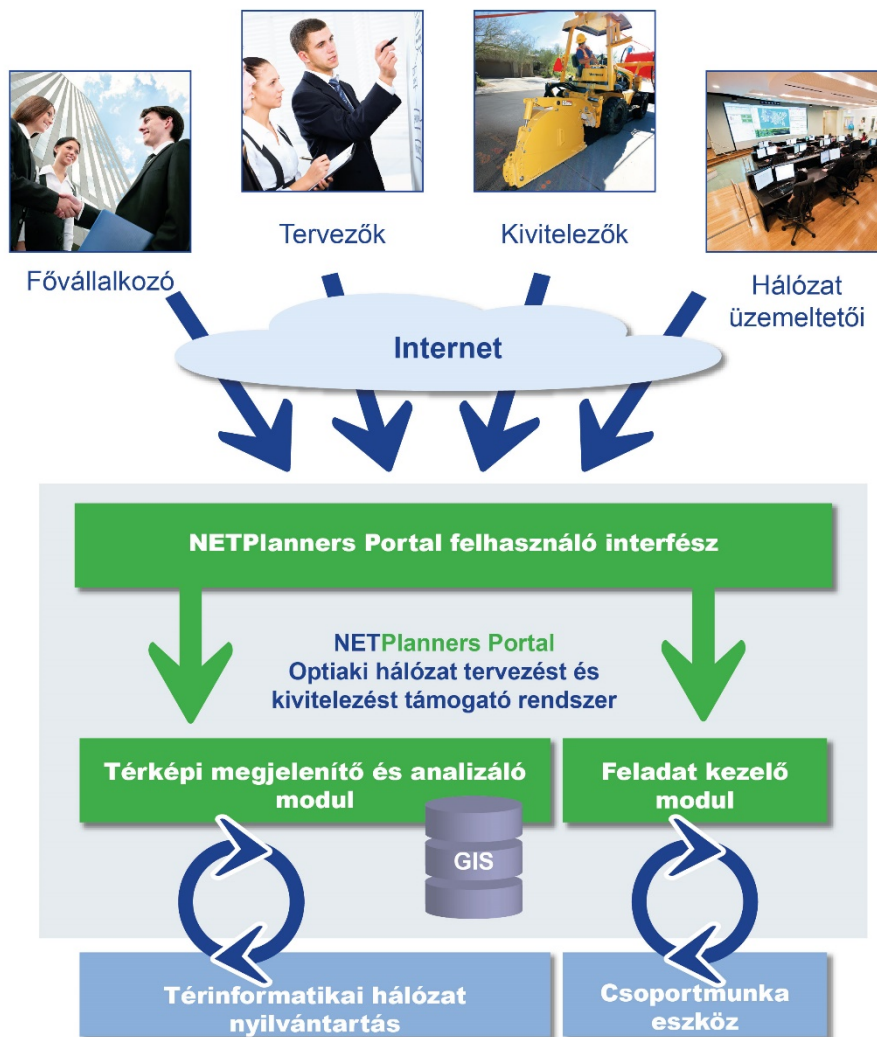 Tervezők
Kivitelezők
Fővállalkozó
Hálózat
üzemeltetői
Internet
NETPlanners Portal felhasználó interfész
NETPlanners Portal
Optiaki hálózat tervezést és
kivitelezést támogató rendszer
Térképi megjelenítő és analizáló
modul
Feladat kezelő
modul
GIS
Térinformatikai hálózat
nyilvántartás
Csoportmunka
eszköz